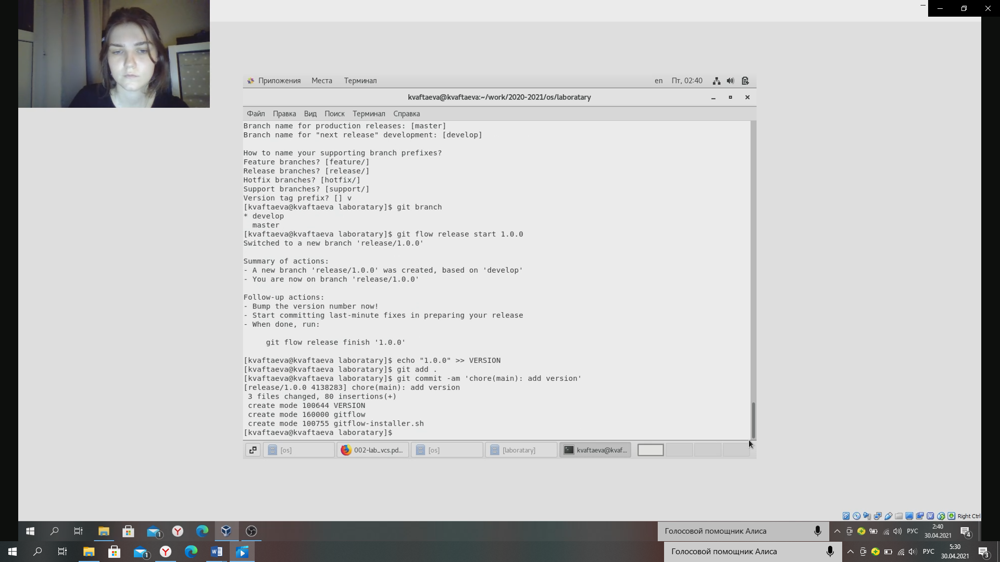 Приложения Места Терминал en Пт, 02:40
kvaftaeva@kvaftaeva:~/work/2020-2021/os/laboratary
Файл Правка Вид Поиск Терминал Справка
Branch name for production releases: [master]
Branch name for "next release" development: [develop]
How to name your supporting branch prefixes?
Feature branches? [feature/]
Release branches? [release/]
Hotfix branches? [hotfix/]
Support branches? [support/]
Version tag prefix? [] v
[kvaftaeva@kvaftaeva laboratary]$ git branch
* develop
master
[kvaftaeva@kvaftaeva laboratary]$ git flow release start 1.0.0
Switched to a new branch 'release/1.0.0'
Summary of actions:
- A new branch 'release/1.0.0' was created, based on 'develop'
- You are now on branch 'release/1.0.0'
Follow-up actions:
- Bump the version number now!
- Start committing last-minute fixes in preparing your release
- When done, run:
git flow release finish '1.0.0'
[kvaftaeva@kvaftaeva laboratary]$ echo "1.0.0" >> VERSION
[kvaftaeva@kvaftaeva laboratary]$ git add .
[kvaftaeva@kvaftaeva laboratary]$ git commit -am 'chore(main): add version'
[release/1.0.0 4138283] chore(main): add version
3 files changed, 80 insertions(+)
create mode 100644 VERSION
create mode 160000 gitflow
create mode 100755 gitflow-installer.sh
[kvaftaeva@kvaftaeva laboratary]$
[os] 002-lab_vcs.pd... [os] [laboratary] kvaftaeva@kvaf...
Right Ctrl
1 Голосовой помощник Алиса РУС 2:40
30.04.2021 4
1 Голосовой помощник Алиса РУС 5:30
30.04.2021 3